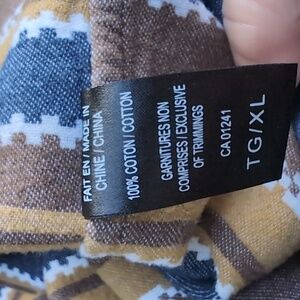 FAIT EN / MADE IN
CHINE / CHINA
100% COTON / COTTON
GARNITURES NON
COMPRISES / EXCLUSIVE
OF TRIMMINGS
CA 01241
TG / XL